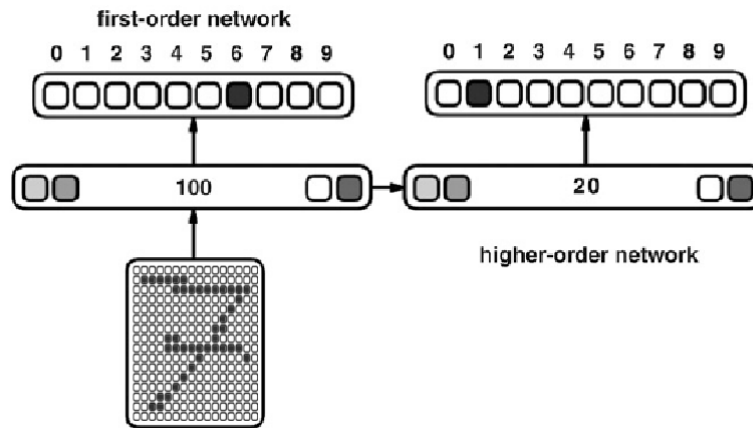 first-order network
0 1 2 3 4 5 6 7 8 9
0 1 2 3 4 5 6 7 8 9
100
20
higher-order network